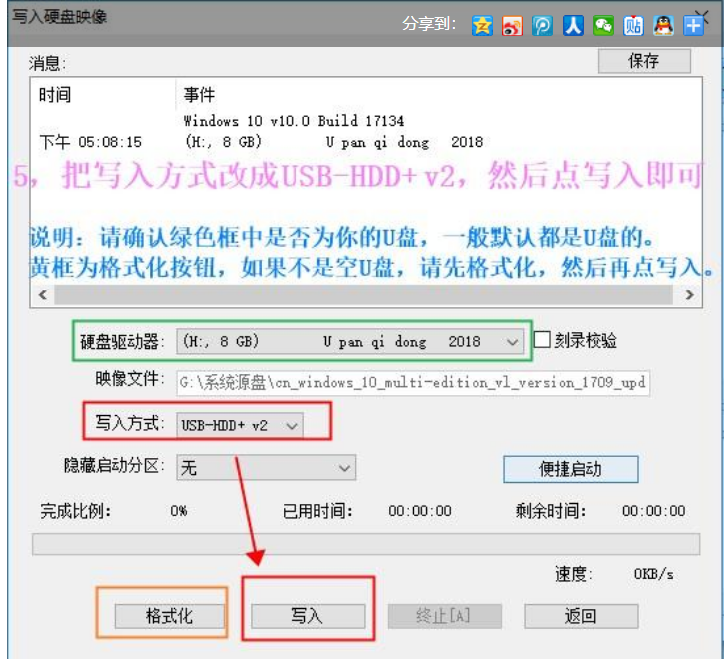 写入硬盘映像
分享到:
贴
消息:
保存
时间 事件
Windows 10 v10.0 Build 17134
下午 05:08:15 (H:, 8 GB) U pan qi dong 2018
5，把写入方式改成USB-HDD+ v2，然后点写入即可
说明：请确认绿色框中是否为你的U盘，一般默认都是U盘的。
黄框为格式化按钮，如果不是空U盘，请先格式化，然后再点写入。
硬盘驱动器: (H:, 8 GB) U pan qi dong 2018 刻录校验
映像文件: G:\系统源盘\cn_windows_10_multi-edition_vl_version_1709_upd
写入方式: USB-HDD+ v2
隐藏启动分区: 无 便捷启动
完成比例: 0% 已用时间: 00:00:00 剩余时间: 00:00:00
速度: 0KB/s
格式化 写入 终止[A] 返回